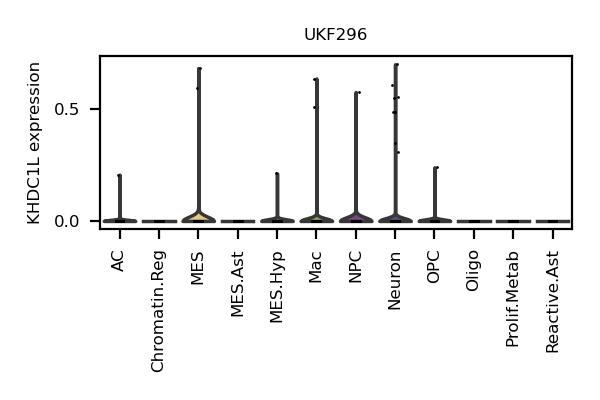 UKF296
KHDC1L expression
0.5
0.0
AC
Chromatin.Reg
MES
MES.Ast
MES.Hyp
Mac
NPC
Neuron
OPC
Oligo
Prolif.Metab
Reactive.Ast